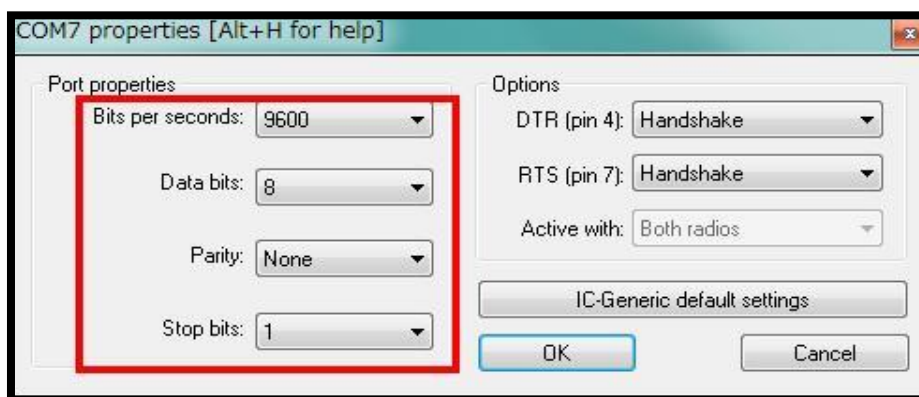 COM7 properties [Alt+H for help]
Port properties
Bits per seconds: 9600
Data bits: 8
Parity: None
Stop bits: 1
Options
DTR (pin 4): Handshake
RTS (pin 7): Handshake
Active with: Both radios
IC-Generic default settings
OK Cancel